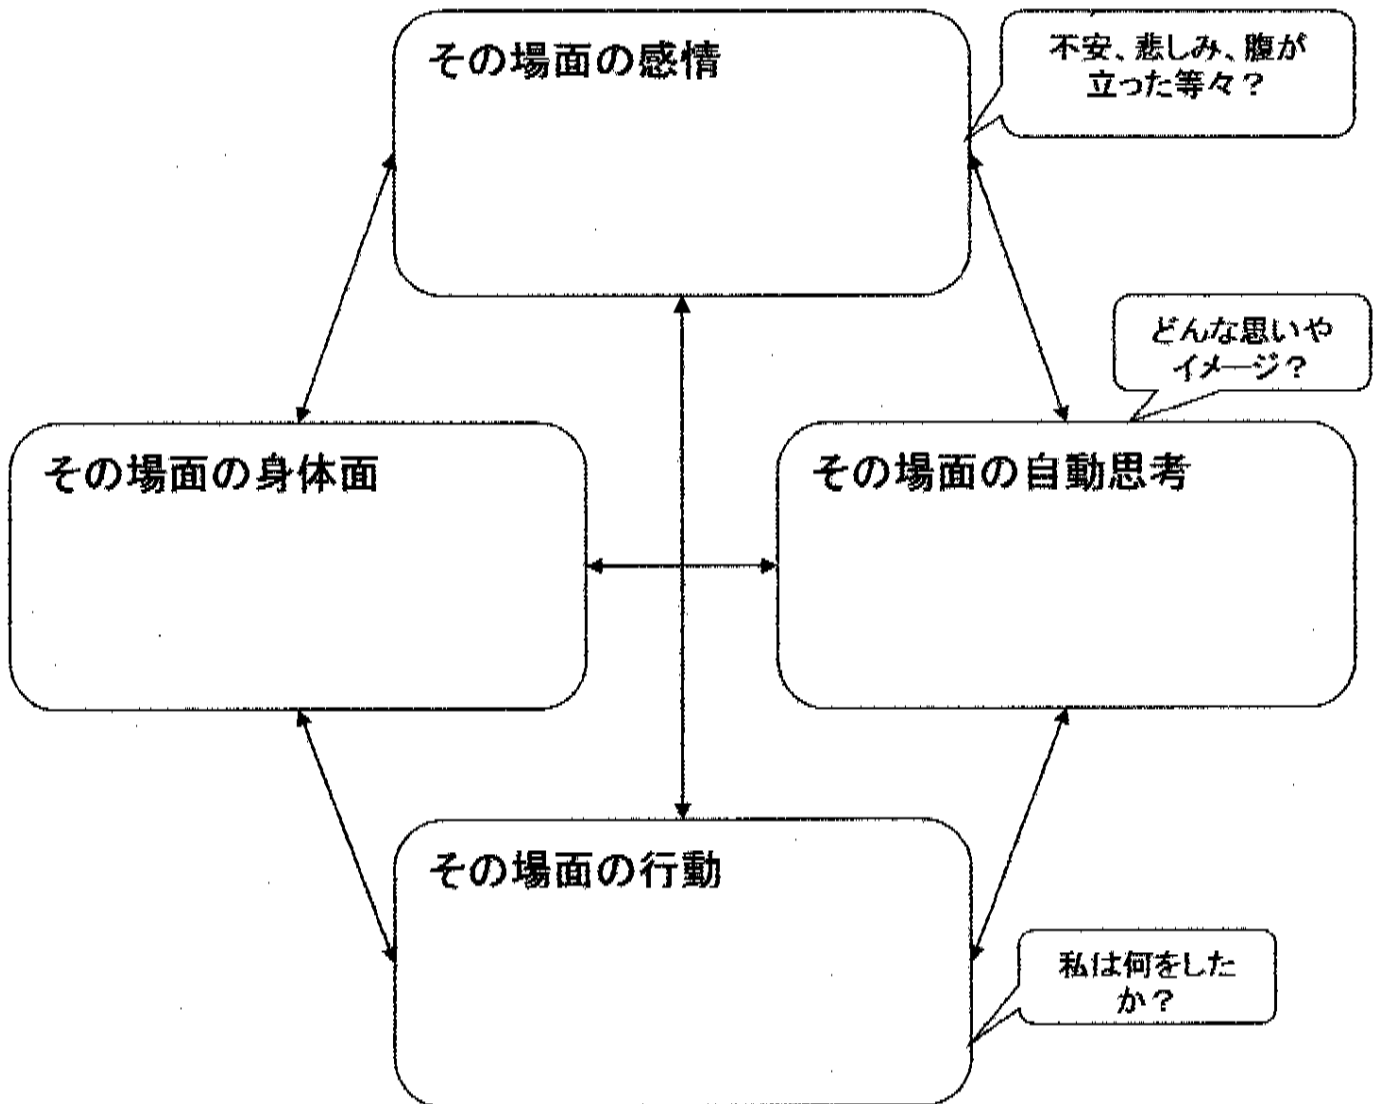 その場面の感情
不安、悲しみ、腹が
立った等々？
どんな思いや
イメージ？
その場面の身体面
その場面の自動思考
その場面の行動
私は何をした
か？